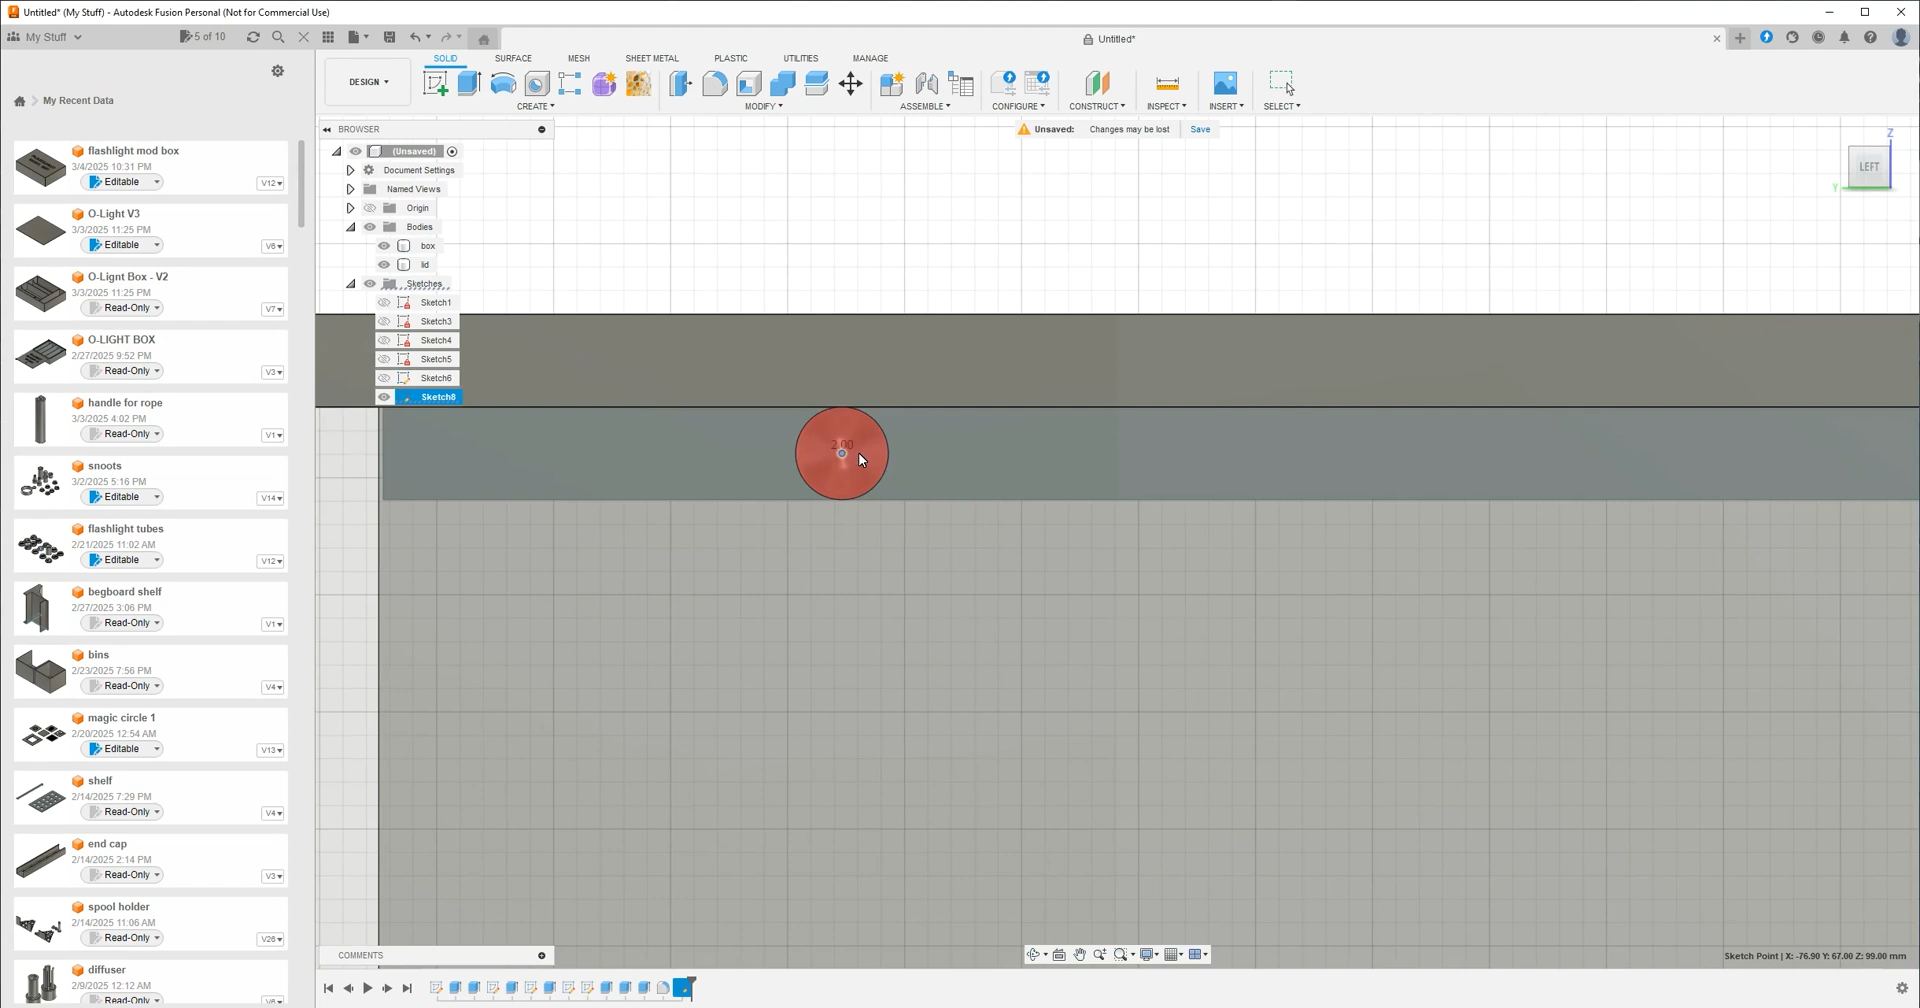 Untitled* (My Stuff) - Autodesk Fusion Personal (Not for Commercial Use)
My Stuff
5 of 10
Untitled*
My Recent Data
flashlight mod box
3/4/2025 10:31 PM
Editable
V12
O-Light V3
3/3/2025 11:25 PM
Editable
V6
O-Lignt Box - V2
3/3/2025 11:25 PM
Read-Only
V7
O-LIGHT BOX
2/27/2025 9:52 PM
Read-Only
V3
handle for rope
3/3/2025 4:02 PM
Read-Only
V1
snoots
3/2/2025 5:16 PM
Editable
V14
flashlight tubes
2/21/2025 11:02 AM
Editable
V12
begboard shelf
2/27/2025 3:06 PM
Read-Only
V1
bins
2/23/2025 7:56 PM
Read-Only
V4
magic circle 1
2/20/2025 12:54 AM
Editable
V13
shelf
2/14/2025 7:29 PM
Read-Only
V4
end cap
2/14/2025 2:14 PM
Read-Only
V3
spool holder
2/14/2025 11:06 AM
Read-Only
V26
diffuser
2/9/2025 12:12 AM
Read-Only
V6
DESIGN
SOLID
SURFACE
MESH
SHEET METAL
PLASTIC
UTILITIES
MANAGE
CREATE
MODIFY
ASSEMBLE
CONFIGURE
CONSTRUCT
INSPECT
INSERT
SELECT
BROWSER
Unsaved: Changes may be lost
Save
(Unsaved)
Document Settings
Named Views
Origin
Bodies
box
lid
Sketches
Sketch1
Sketch3
Sketch4
Sketch5
Sketch6
Sketch8
Z
LEFT
Y
2.00
COMMENTS
Sketch Point | X: -76.90 Y: 67.00 Z: 99.00 mm